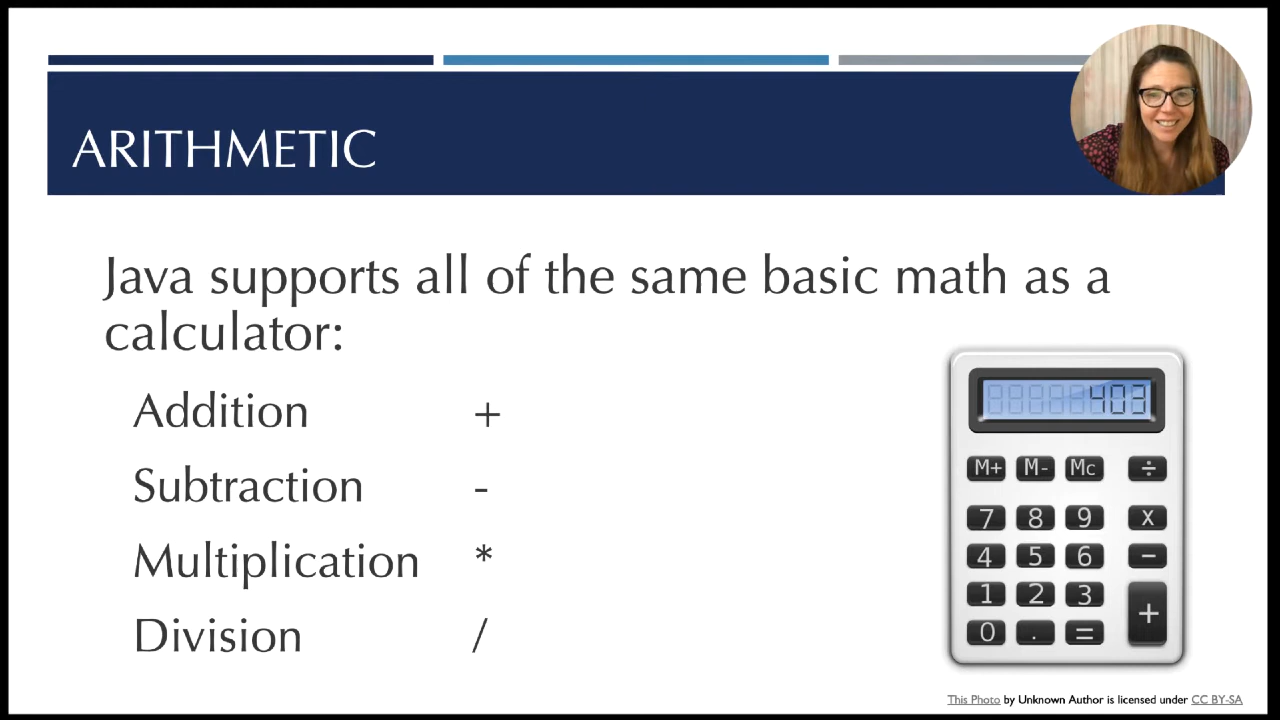 ARITHMETIC
Java supports all of the same basic math as a
calculator:
Addition +
Subtraction -
Multiplication *
Division /
403
M+ M- Mc ÷
7 8 9 x
4 5 6 −
1 2 3 +
0 . =
This Photo by Unknown Author is licensed under CC BY-SA